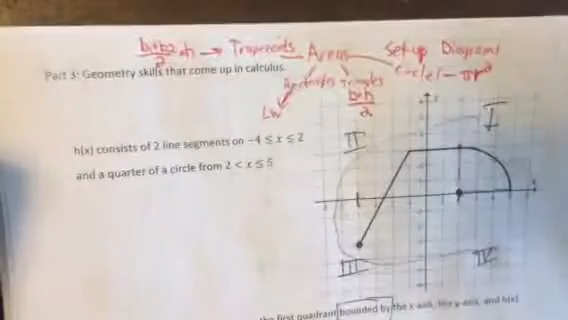 b₁+b₂/2 · h → Trapezoids Areas Set-up Diagrams
Part 3: Geometry skills that come up in calculus.
Rectangles Triangles Circle - πr²
LW b·h/2
h(x) consists of 2 line segments on −4 ≤ x ≤ 2
and a quarter of a circle from 2 < x ≤ 5
II I
III IV
the first quadrant bounded by the x-axis, the y-axis, and h(x)